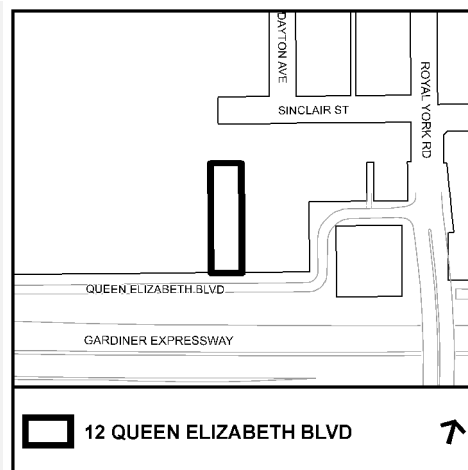 DAYTON AVE
SINCLAIR ST
ROYAL YORK RD
QUEEN ELIZABETH BLVD
GARDINER EXPRESSWAY
12 QUEEN ELIZABETH BLVD